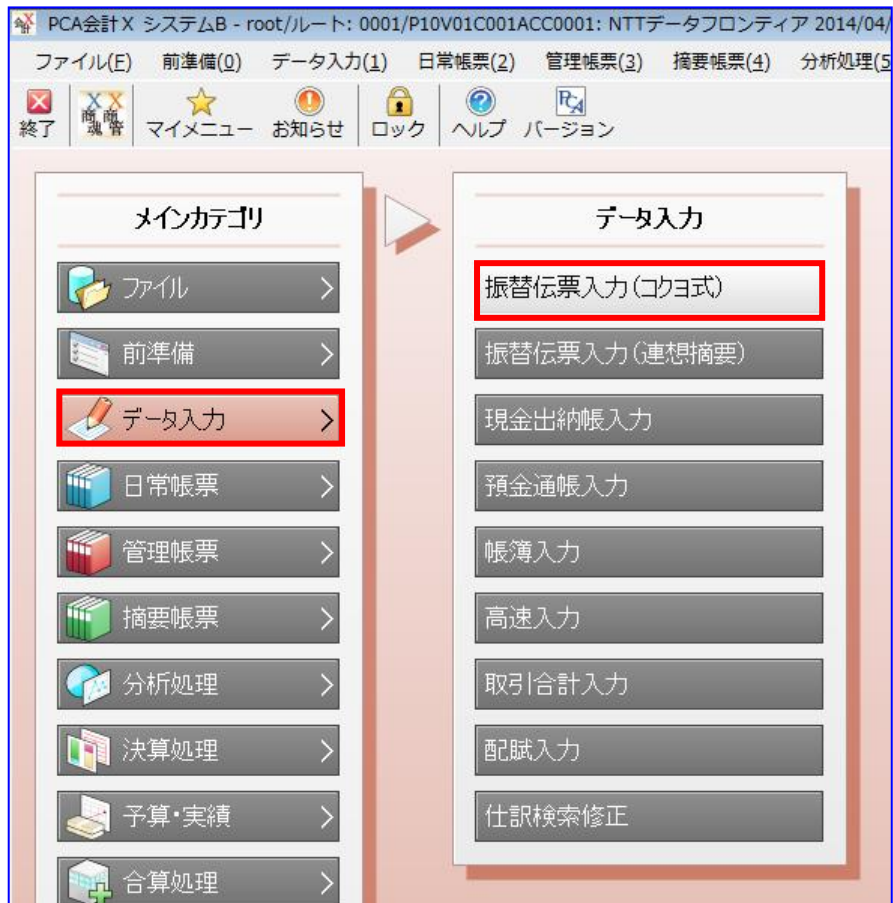 PCA会計X システムB - root/ルート: 0001/P10V01C001ACC0001: NTTデータフロンティア 2014/04/
ファイル(F) 前準備(0) データ入力(1) 日常帳票(2) 管理帳票(3) 摘要帳票(4) 分析処理(5
終了 商魂 商管 マイメニュー お知らせ ロック ヘルプ バージョン
メインカテゴリ
ファイル
前準備
データ入力
日常帳票
管理帳票
摘要帳票
分析処理
決算処理
予算・実績
合算処理
データ入力
振替伝票入力(コクヨ式)
振替伝票入力(連想摘要)
現金出納帳入力
預金通帳入力
帳簿入力
高速入力
取引合計入力
配賦入力
仕訳検索修正